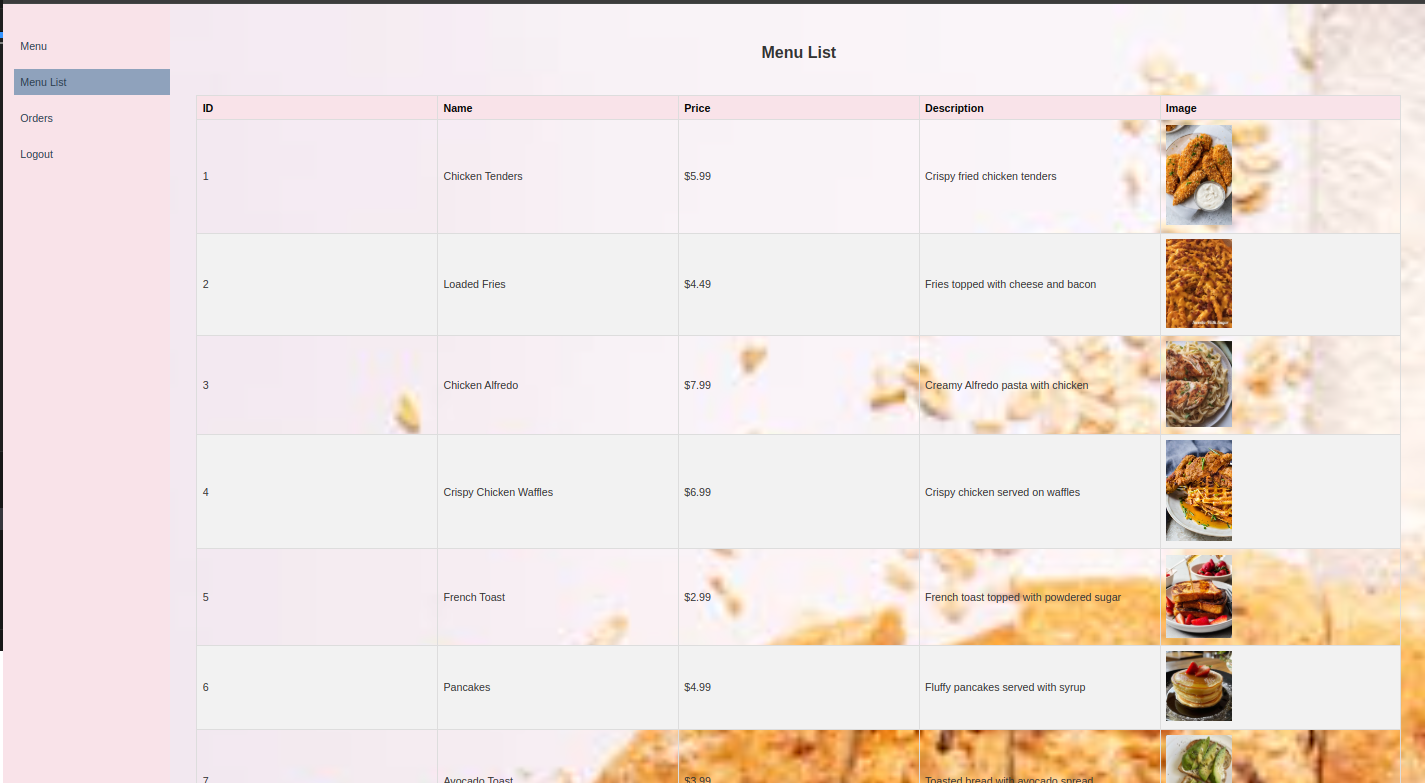 Menu
Menu List
Orders
Logout
Menu List
ID Name Price Description Image
1 Chicken Tenders $5.99 Crispy fried chicken tenders
2 Loaded Fries $4.49 Fries topped with cheese and bacon
3 Chicken Alfredo $7.99 Creamy Alfredo pasta with chicken
4 Crispy Chicken Waffles $6.99 Crispy chicken served on waffles
5 French Toast $2.99 French toast topped with powdered sugar
6 Pancakes $4.99 Fluffy pancakes served with syrup
7 Avocado Toast $3.99 Toasted bread with avocado spread